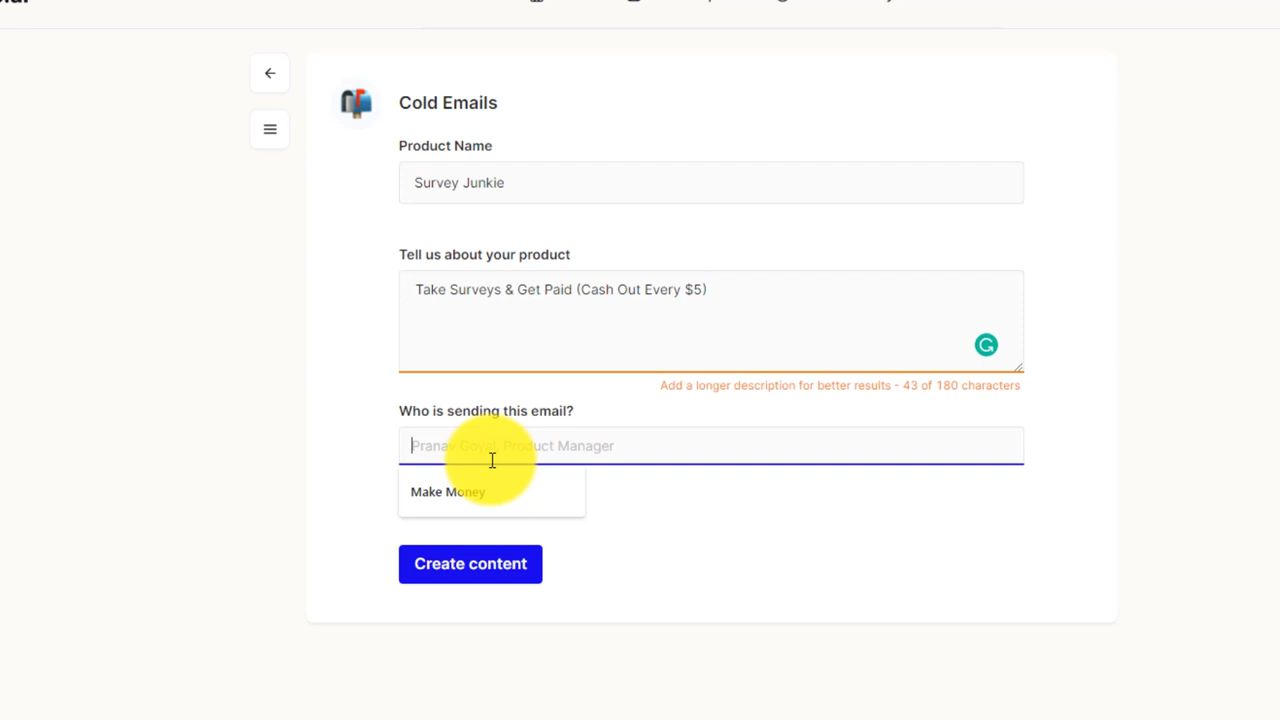 Cold Emails
Product Name
Survey Junkie
Tell us about your product
Take Surveys & Get Paid (Cash Out Every $5)
Add a longer description for better results - 43 of 180 characters
Who is sending this email?
Pranav Goyal, Product Manager
Make Money
Create content